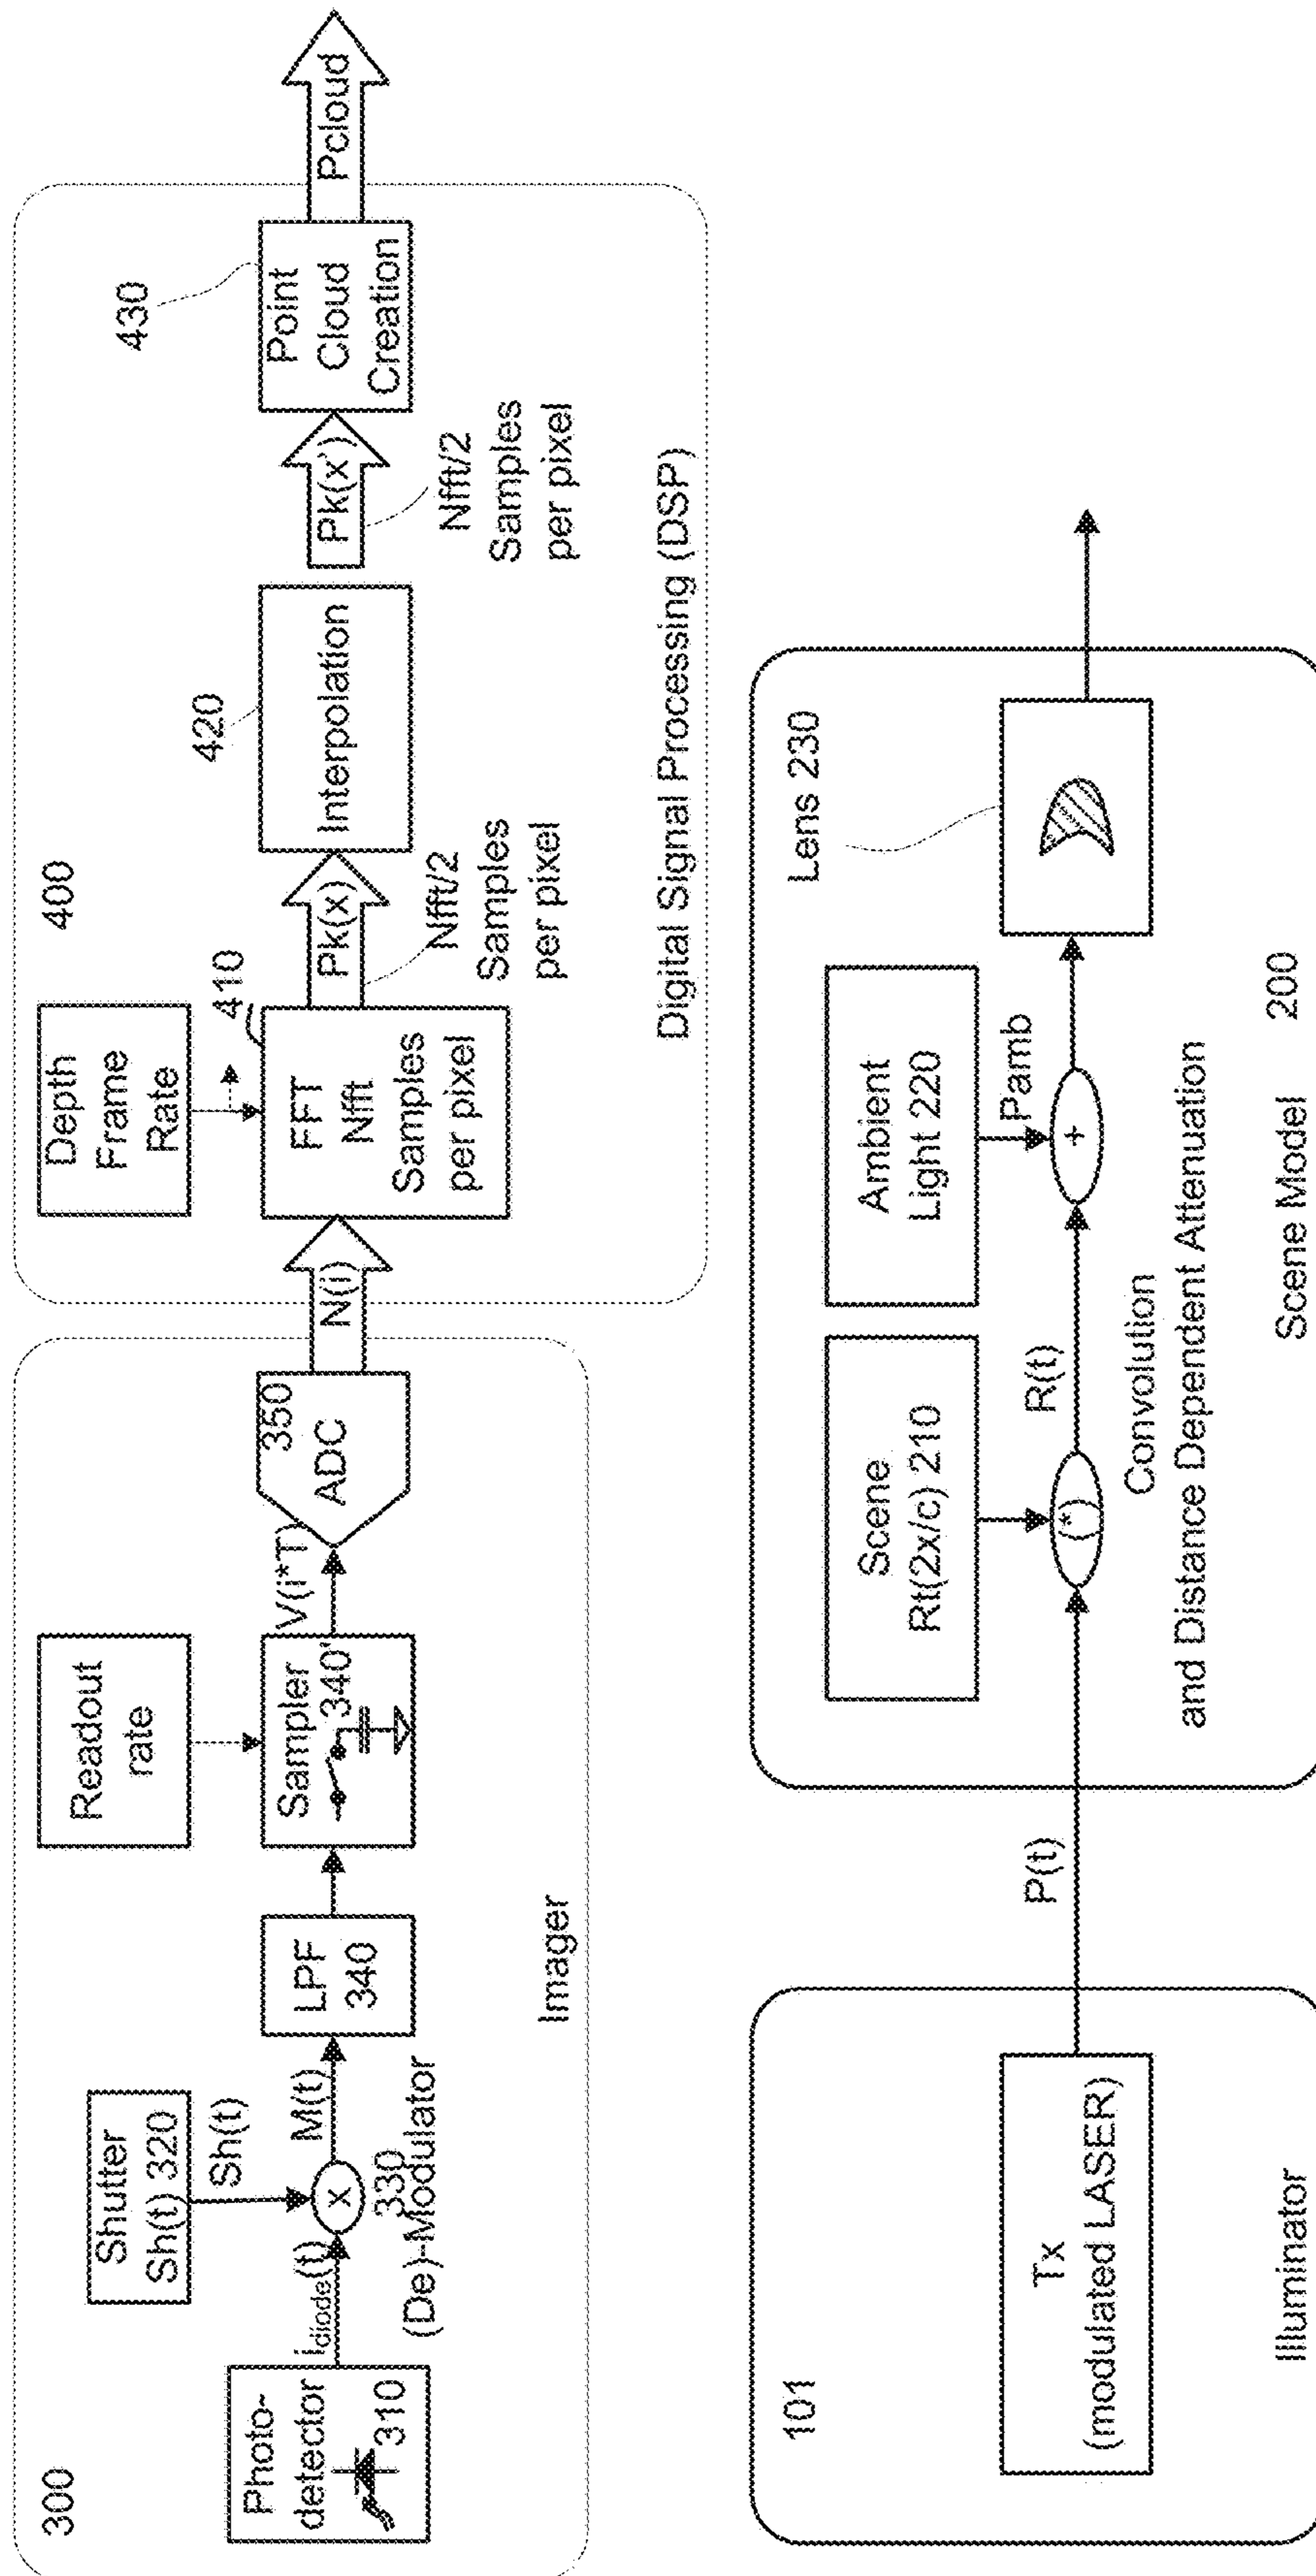 300
Photo-
detector
310
i_diode(t)
Shutter
Sh(t) 320
Sh(t)
X
330
(De)-Modulator
M(t)
LPF
340
Readout
rate
Sampler
340'
V(i*T)
350
ADC
Imager
N(i)
400
Depth
Frame
Rate
410
FFT
Nfft
Samples
per pixel
Pk(x)
Nfft/2
Samples
per pixel
420
Interpolation
Pk(x')
Nfft/2
Samples
per pixel
430
Point
Cloud
Creation
Pcloud
Digital Signal Processing (DSP)
101
Tx
(modulated LASER)
Illuminator
P(t)
Scene
Rt(2x/c) 210
(*)
Convolution
and Distance Dependent Attenuation
R(t)
Ambient
Light 220
Pamb
+
Lens 230
Scene Model
200